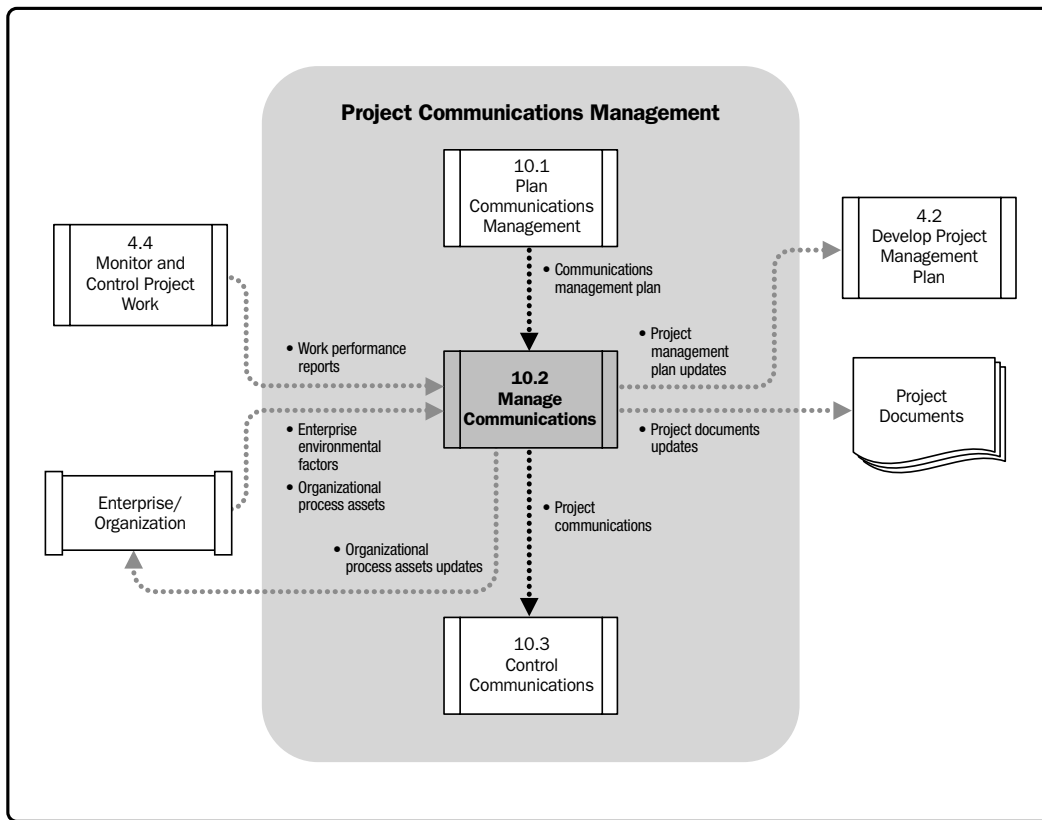 Project Communications Management
10.1
Plan
Communications
Management
4.4
Monitor and
Control Project
Work
4.2
Develop Project
Management
Plan
• Communications
management plan
• Work performance
reports
• Project
management
plan updates
10.2
Manage
Communications
Project
Documents
• Enterprise
environmental
factors
• Organizational
process assets
• Project documents
updates
Enterprise/
Organization
• Project
communications
• Organizational
process assets updates
10.3
Control
Communications